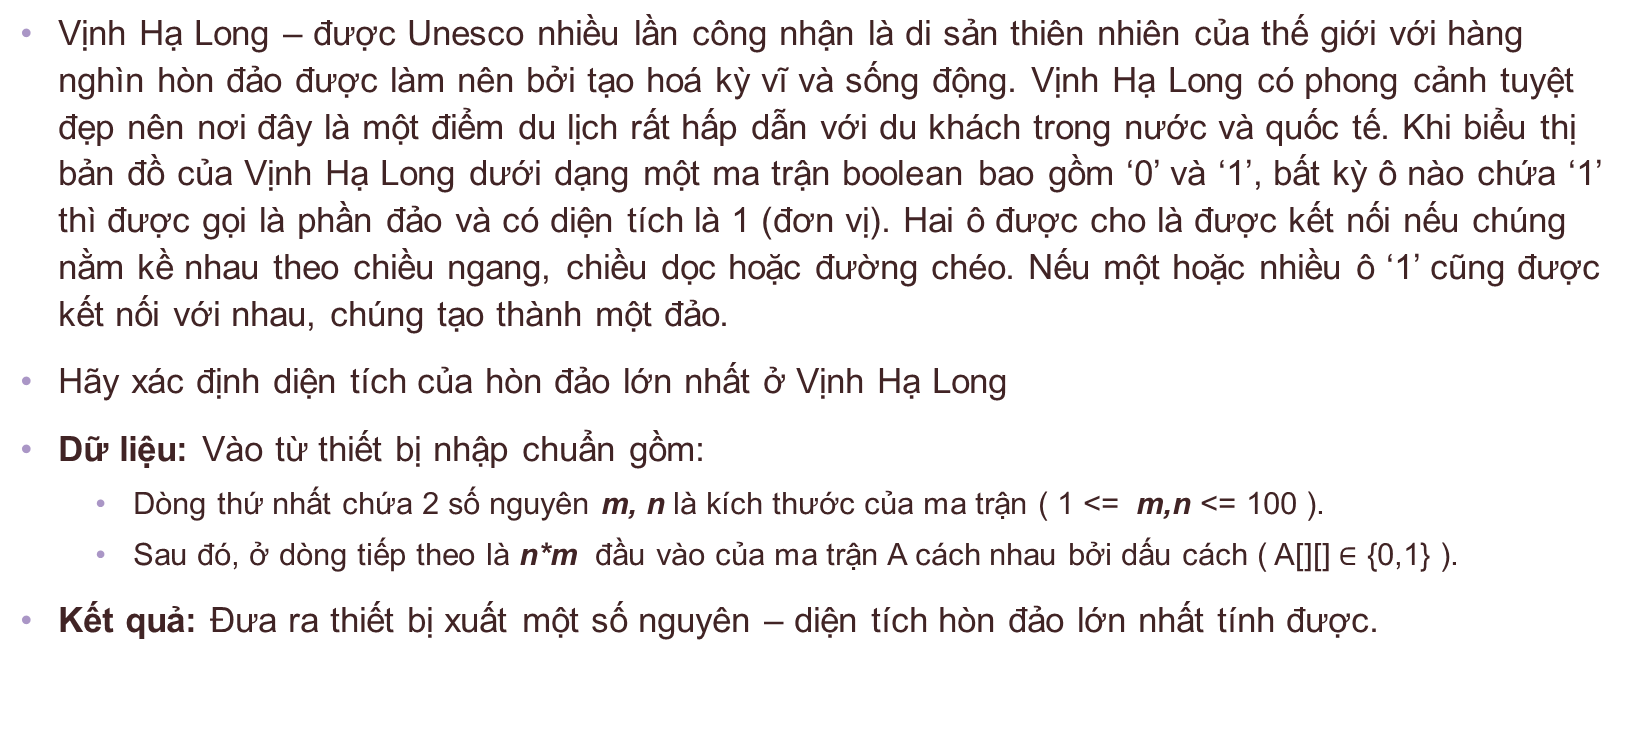 • Vịnh Hạ Long – được Unesco nhiều lần công nhận là di sản thiên nhiên của thế giới với hàng
nghìn hòn đảo được làm nên bởi tạo hoá kỳ vĩ và sống động. Vịnh Hạ Long có phong cảnh tuyệt
đẹp nên nơi đây là một điểm du lịch rất hấp dẫn với du khách trong nước và quốc tế. Khi biểu thị
bản đồ của Vịnh Hạ Long dưới dạng một ma trận boolean bao gồm ‘0’ và ‘1’, bất kỳ ô nào chứa ‘1’
thì được gọi là phần đảo và có diện tích là 1 (đơn vị). Hai ô được cho là được kết nối nếu chúng
nằm kề nhau theo chiều ngang, chiều dọc hoặc đường chéo. Nếu một hoặc nhiều ô ‘1’ cũng được
kết nối với nhau, chúng tạo thành một đảo.
• Hãy xác định diện tích của hòn đảo lớn nhất ở Vịnh Hạ Long
• Dữ liệu: Vào từ thiết bị nhập chuẩn gồm:
• Dòng thứ nhất chứa 2 số nguyên m, n là kích thước của ma trận ( 1 <= m,n <= 100 ).
• Sau đó, ở dòng tiếp theo là n*m đầu vào của ma trận A cách nhau bởi dấu cách ( A[][] ∈ {0,1} ).
• Kết quả: Đưa ra thiết bị xuất một số nguyên – diện tích hòn đảo lớn nhất tính được.